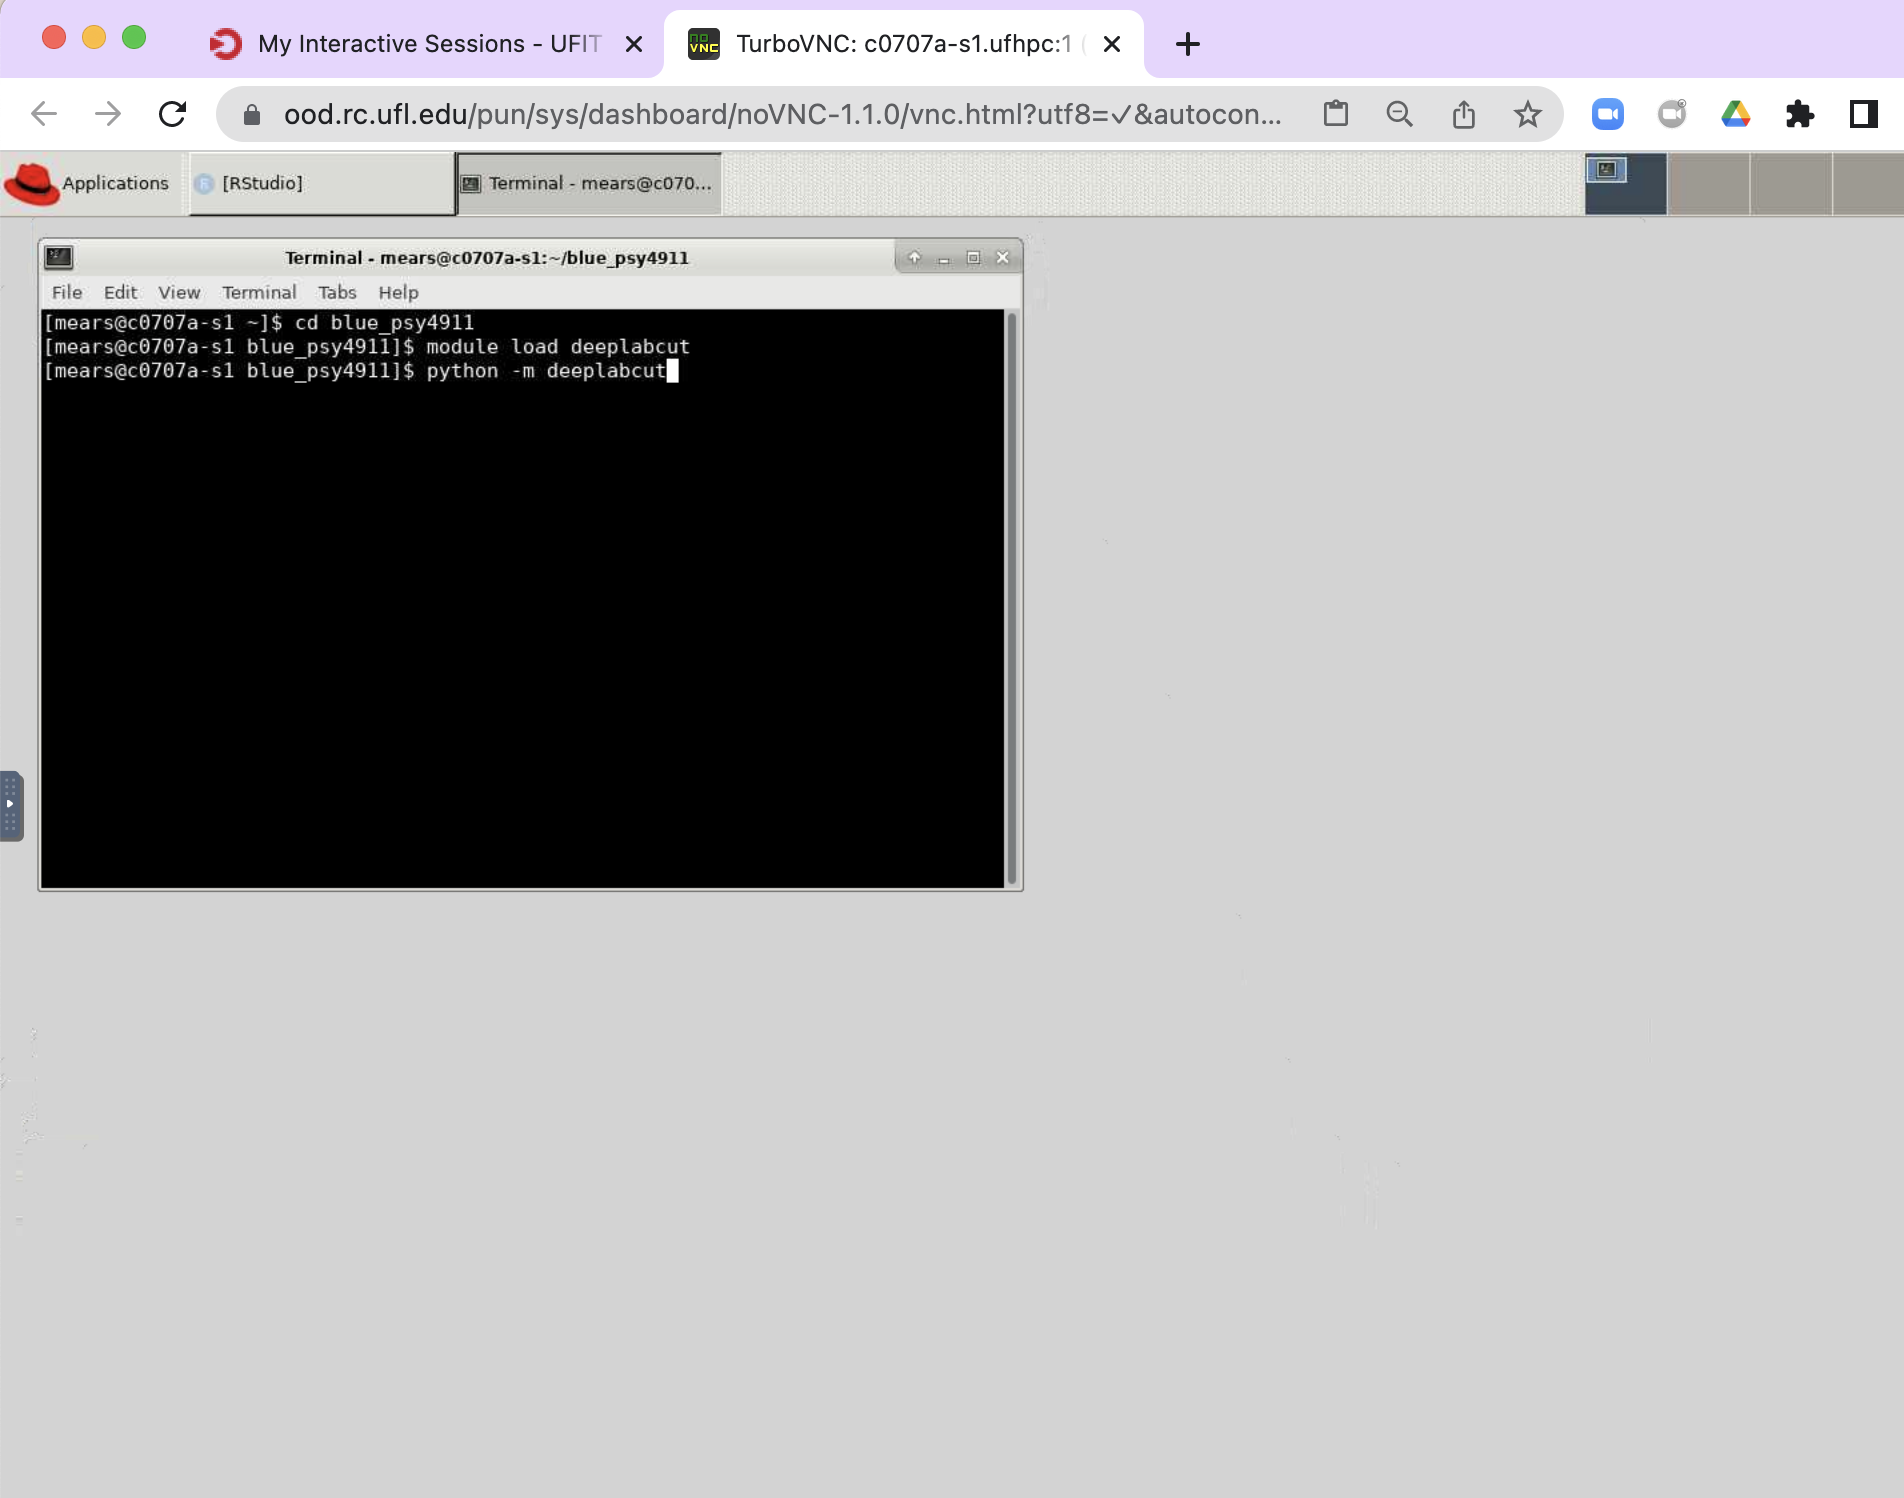 My Interactive Sessions - UFIT
no VNC TurboVNC: c0707a-s1.ufhpc:1 (
ood.rc.ufl.edu/pun/sys/dashboard/noVNC-1.1.0/vnc.html?utf8=✓&autocon...
Applications
R [RStudio]
Terminal - mears@c070...
Terminal - mears@c0707a-s1:~/blue_psy4911
File Edit View Terminal Tabs Help
[mears@c0707a-s1 ~]$ cd blue_psy4911
[mears@c0707a-s1 blue_psy4911]$ module load deeplabcut
[mears@c0707a-s1 blue_psy4911]$ python -m deeplabcut